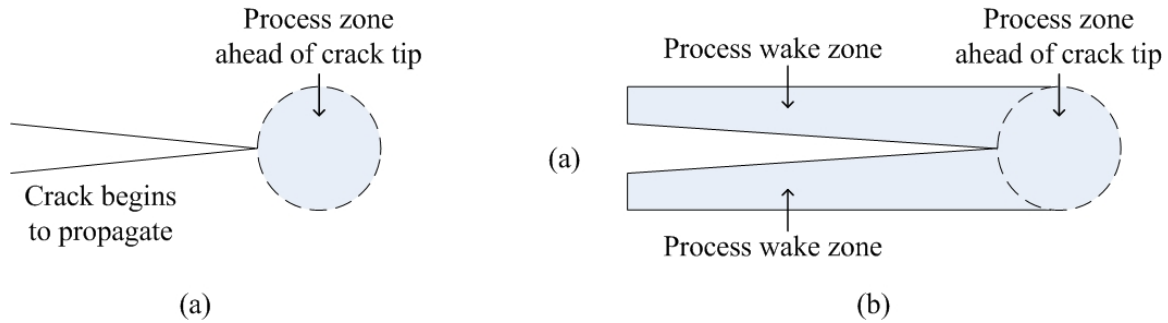 Process zone
ahead of crack tip
Crack begins
to propagate
(a)
(a)
Process wake zone
Process zone
ahead of crack tip
Process wake zone
(b)